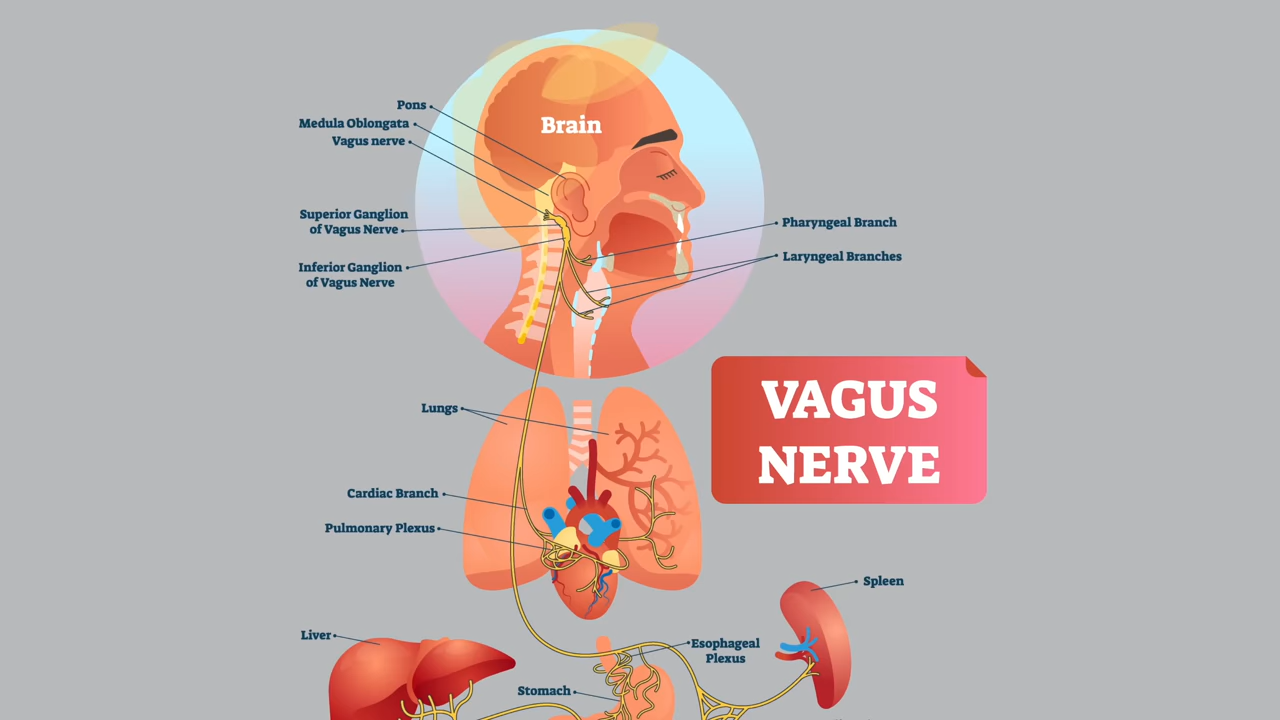 Brain
Pons
Medula Oblongata
Vagus nerve
Superior Ganglion
of Vagus Nerve
Inferior Ganglion
of Vagus Nerve
Pharyngeal Branch
Laryngeal Branches
VAGUS
NERVE
Lungs
Cardiac Branch
Pulmonary Plexus
Spleen
Liver
Esophageal
Plexus
Stomach